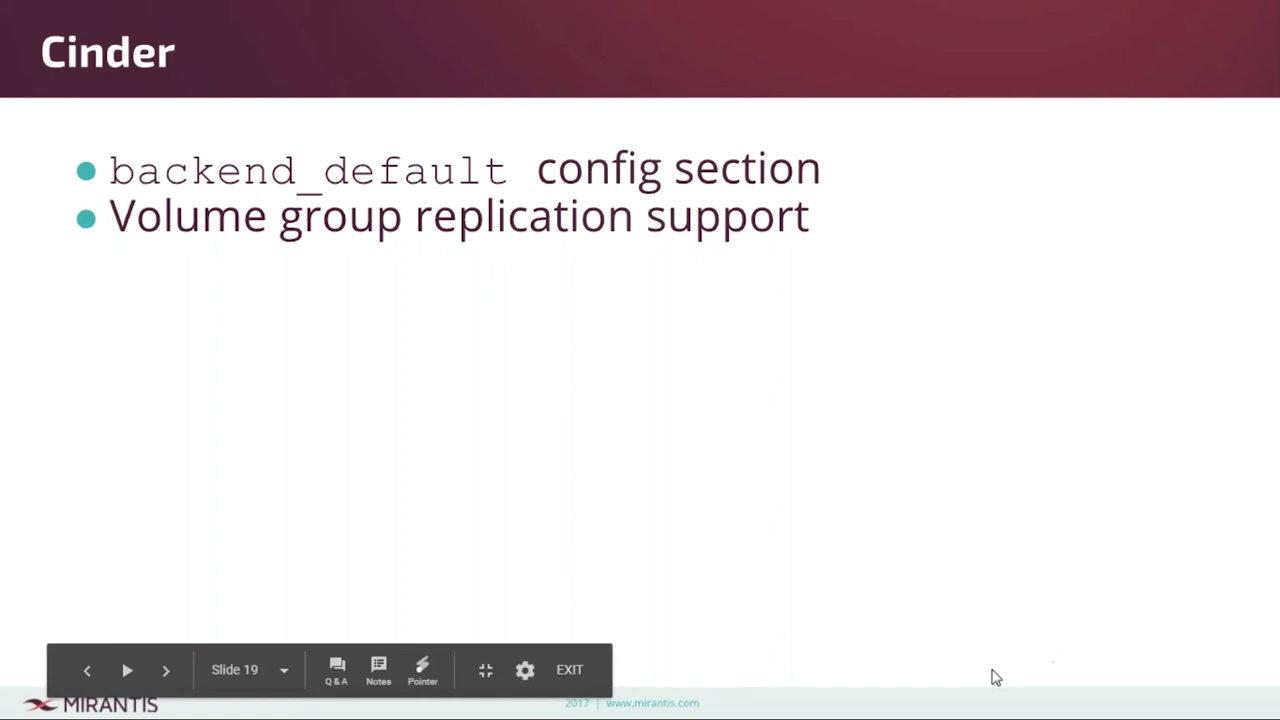 Cinder
backend_default config section
Volume group replication support
Slide 19
Q & A
Notes
Pointer
EXIT
MIRANTIS
2017 | www.mirantis.com